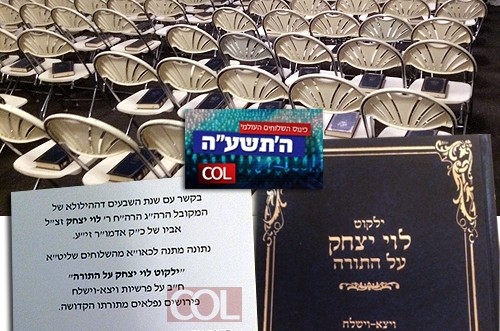 כינוס השלוחים העולמי
ה'תשע"ה
COL
בקשר עם שנת השבעים דההילולא של
המקובל הרה"ג הרה"ח ר' לוי יצחק זצ"ל
אביו של כ"ק אדמו"ר זי"ע.
נתונה מתנה לכאו"א מהשלוחים שליט"א
"ילקוט לוי יצחק על התורה"
ח"ב על פרשיות ויצא-וישלח
פירושים נפלאים מתורתו הקדושה.
COL
ילקוט
לוי יצחק
על התורה
ויצא-וישלח